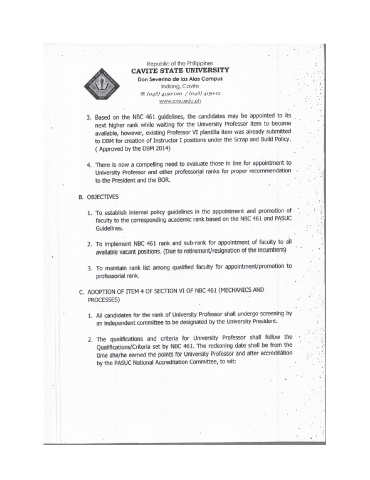 Republic of the Philippines
CAVITE STATE UNIVERSITY
Don Severino de las Alas Campus
Indang, Cavite
www.cvsu.edu.ph
3. Based on the NBC 461 guidelines, the candidates may be appointed to its
next higher rank while waiting for the University Professor item to become
available, however, existing Professor VI plantilla item was already submitted
to DBM for creation of Instructor I positions under the Scrap and Build Policy.
( Approved by the DBM 2014)
4. There is now a compelling need to evaluate those in line for appointment to
University Professor and other professorial ranks for proper recommendation
to the President and the BOR.
B. OBJECTIVES
1. To establish internal policy guidelines in the appointment and promotion of
faculty to the corresponding academic rank based on the NBC 461 and PASUC
Guidelines.
2. To implement NBC 461 rank and sub-rank for appointment of faculty to all
available vacant positions. (Due to retirement/resignation of the incumbents)
3. To maintain rank list among qualified faculty for appointment/promotion to
professorial rank.
C. ADOPTION OF ITEM 4 OF SECTION VI OF NBC 461 (MECHANICS AND
PROCESSES)
1. All candidates for the rank of University Professor shall undergo screening by
an independent committee to be designated by the University President.
2. The qualifications and criteria for University Professor shall follow the
Qualifications/Criteria set by NBC 461. The reckoning date shall be from the
time she/he earned the points for University Professor and after accreditation
by the PASUC National Accreditation Committee, to wit: